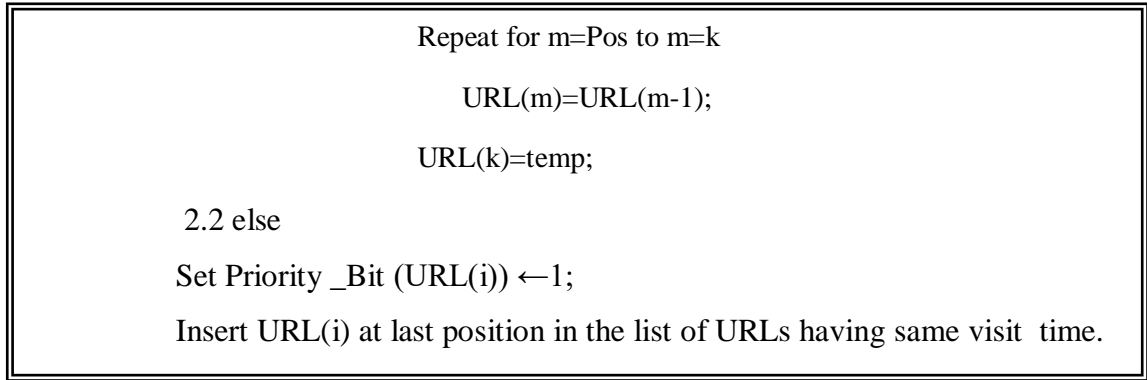 Repeat for m=Pos to m=k
URL(m)=URL(m-1);
URL(k)=temp;
2.2 else
Set Priority _Bit (URL(i)) ←1;
Insert URL(i) at last position in the list of URLs having same visit time.